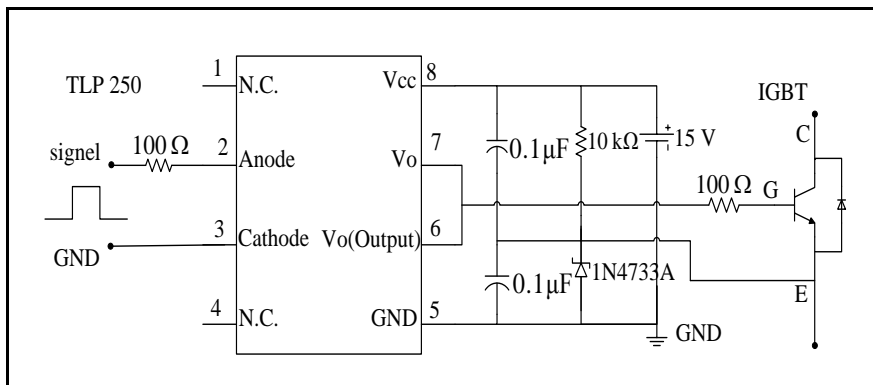 TLP 250
signel
100 Ω
GND
1
N.C.
2
Anode
3
Cathode
4
N.C.
Vcc
8
Vo
7
Vo(Output)
6
GND
5
0.1μF
10 kΩ
15 V
+
0.1μF
1N4733A
GND
100 Ω
G
IGBT
C
E